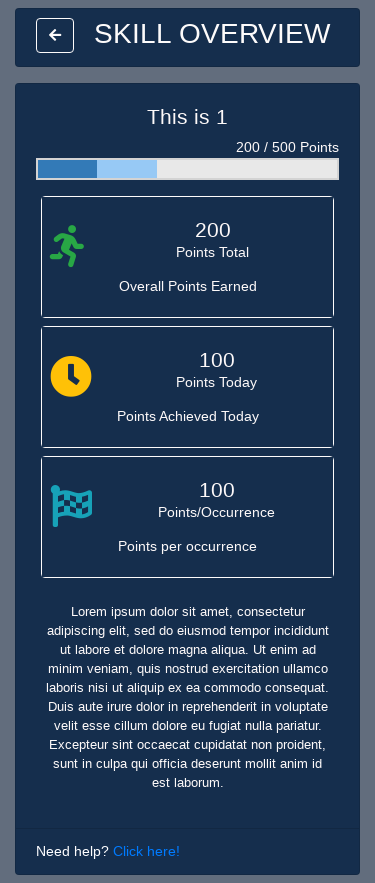 SKILL OVERVIEW
This is 1
200 / 500 Points
200
Points Total
Overall Points Earned
100
Points Today
Points Achieved Today
100
Points/Occurrence
Points per occurrence
Lorem ipsum dolor sit amet, consectetur
adipiscing elit, sed do eiusmod tempor incididunt
ut labore et dolore magna aliqua. Ut enim ad
minim veniam, quis nostrud exercitation ullamco
laboris nisi ut aliquip ex ea commodo consequat.
Duis aute irure dolor in reprehenderit in voluptate
velit esse cillum dolore eu fugiat nulla pariatur.
Excepteur sint occaecat cupidatat non proident,
sunt in culpa qui officia deserunt mollit anim id
est laborum.
Need help? Click here!